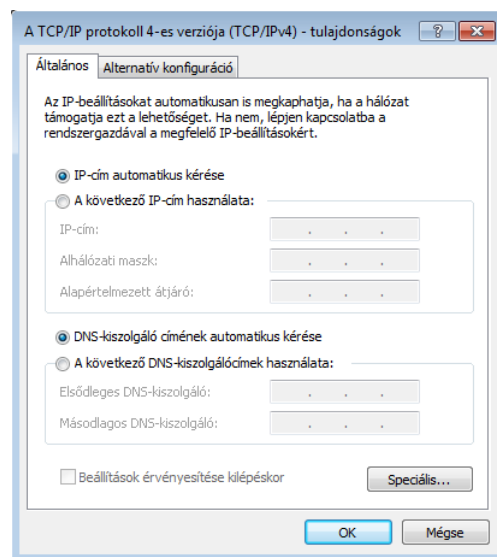 A TCP/IP protokoll 4-es verziója (TCP/IPv4) - tulajdonságok
Általános
Alternatív konfiguráció
Az IP-beállításokat automatikusan is megkaphatja, ha a hálózat
támogatja ezt a lehetőséget. Ha nem, lépjen kapcsolatba a
rendszergazdával a megfelelő IP-beállításokért.
IP-cím automatikus kérése
A következő IP-cím használata:
IP-cím:
Alhálózati maszk:
Alapértelmezett átjáró:
DNS-kiszolgáló címének automatikus kérése
A következő DNS-kiszolgálócímek használata:
Elsődleges DNS-kiszolgáló:
Másodlagos DNS-kiszolgáló:
Beállítások érvényesítése kilépéskor
Speciális...
OK
Mégse